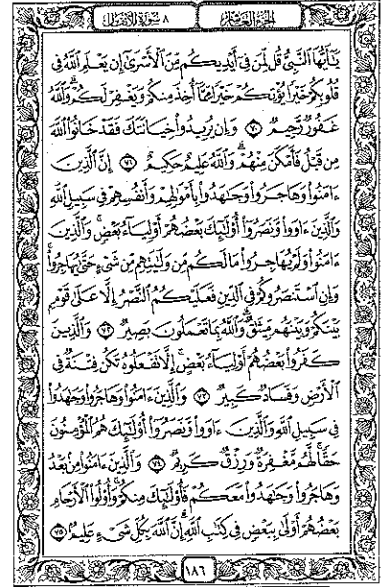 الجزء العاشر
٨ سورة الأنفال
يَٰٓأَيُّهَا ٱلنَّبِىُّ قُل لِّمَن فِىٓ أَيْدِيكُم مِّنَ ٱلْأَسْرَىٰٓ إِن يَعْلَمِ ٱللَّهُ فِى
قُلُوبِكُمْ خَيْرًا يُؤْتِكُمْ خَيْرًا مِّمَّآ أُخِذَ مِنكُمْ وَيَغْفِرْ لَكُمْ ۗ وَٱللَّهُ
غَفُورٌ رَّحِيمٌ ۝٧٠ وَإِن يُرِيدُوا۟ خِيَانَتَكَ فَقَدْ خَانُوا۟ ٱللَّهَ
مِن قَبْلُ فَأَمْكَنَ مِنْهُمْ ۗ وَٱللَّهُ عَلِيمٌ حَكِيمٌ ۝٧١ إِنَّ ٱلَّذِينَ
ءَامَنُوا۟ وَهَاجَرُوا۟ وَجَٰهَدُوا۟ بِأَمْوَٰلِهِمْ وَأَنفُسِهِمْ فِى سَبِيلِ ٱللَّهِ
وَٱلَّذِينَ ءَاوَوا۟ وَّنَصَرُوٓا۟ أُو۟لَٰٓئِكَ بَعْضُهُمْ أَوْلِيَآءُ بَعْضٍ ۚ وَٱلَّذِينَ
ءَامَنُوا۟ وَلَمْ يُهَاجِرُوا۟ مَا لَكُم مِّن وَلَٰيَتِهِم مِّن شَىْءٍ حَتَّىٰ يُهَاجِرُوا۟ ۚ
وَإِنِ ٱسْتَنصَرُوكُمْ فِى ٱلدِّينِ فَعَلَيْكُمُ ٱلنَّصْرُ إِلَّا عَلَىٰ قَوْمٍۭ
بَيْنَكُمْ وَبَيْنَهُم مِّيثَٰقٌ ۗ وَٱللَّهُ بِمَا تَعْمَلُونَ بَصِيرٌ ۝٧٢ وَٱلَّذِينَ
كَفَرُوا۟ بَعْضُهُمْ أَوْلِيَآءُ بَعْضٍ ۚ إِلَّا تَفْعَلُوهُ تَكُن فِتْنَةٌ فِى
ٱلْأَرْضِ وَفَسَادٌ كَبِيرٌ ۝٧٣ وَٱلَّذِينَ ءَامَنُوا۟ وَهَاجَرُوا۟ وَجَٰهَدُوا۟
فِى سَبِيلِ ٱللَّهِ وَٱلَّذِينَ ءَاوَوا۟ وَّنَصَرُوٓا۟ أُو۟لَٰٓئِكَ هُمُ ٱلْمُؤْمِنُونَ
حَقًّا ۚ لَّهُم مَّغْفِرَةٌ وَرِزْقٌ كَرِيمٌ ۝٧٤ وَٱلَّذِينَ ءَامَنُوا۟ مِنۢ بَعْدُ
وَهَاجَرُوا۟ وَجَٰهَدُوا۟ مَعَكُمْ فَأُو۟لَٰٓئِكَ مِنكُمْ ۚ وَأُو۟لُوا۟ ٱلْأَرْحَامِ
بَعْضُهُمْ أَوْلَىٰ بِبَعْضٍ فِى كِتَٰبِ ٱللَّهِ ۗ إِنَّ ٱللَّهَ بِكُلِّ شَىْءٍ عَلِيمٌۢ ۝٧٥
١٨٦